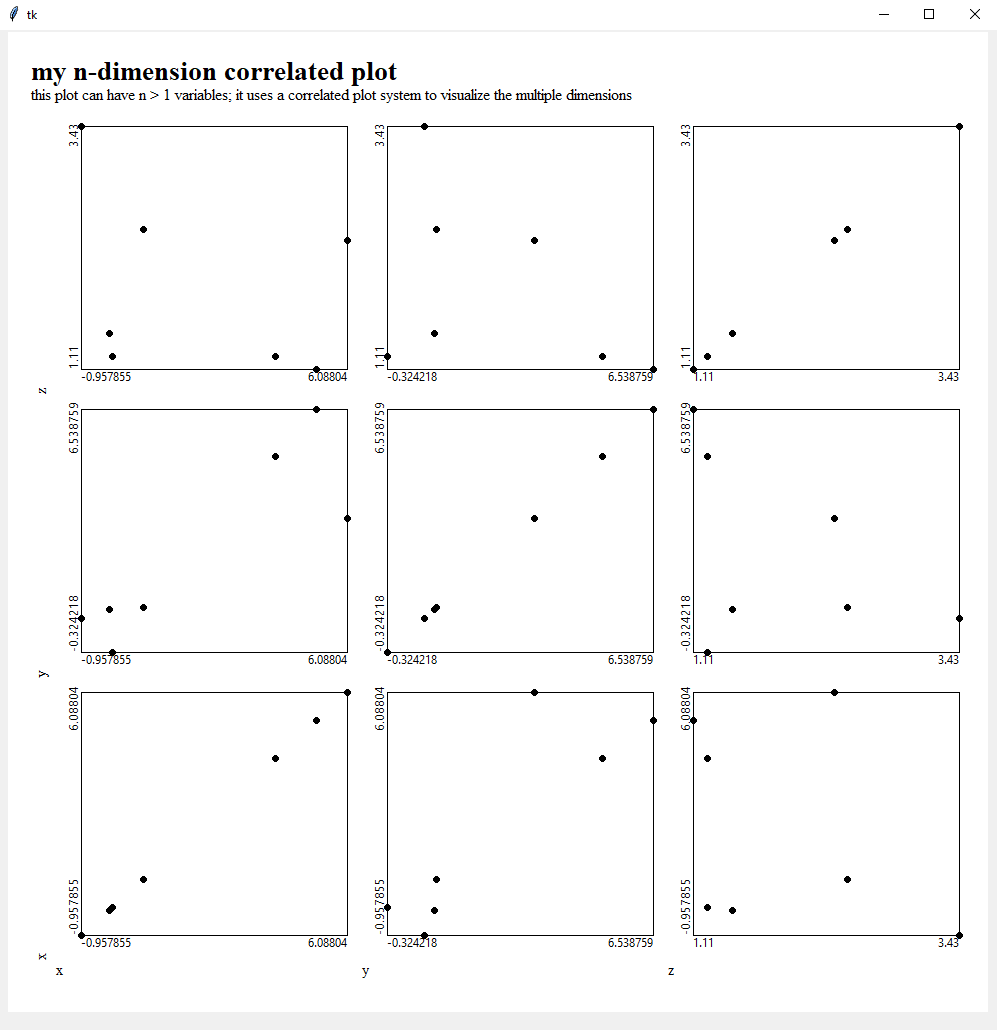 tk
my n-dimension correlated plot
this plot can have n > 1 variables; it uses a correlated plot system to visualize the multiple dimensions
3.43 3.43 3.43
1.11 1.11 1.11
-0.957855 6.08804 -0.324218 6.538759 1.11 3.43
z
6.538759 6.538759 6.538759
-0.324218 -0.324218 -0.324218
-0.957855 6.08804 -0.324218 6.538759 1.11 3.43
y
6.08804 6.08804 6.08804
-0.957855 -0.957855 -0.957855
-0.957855 6.08804 -0.324218 6.538759 1.11 3.43
x
x y z